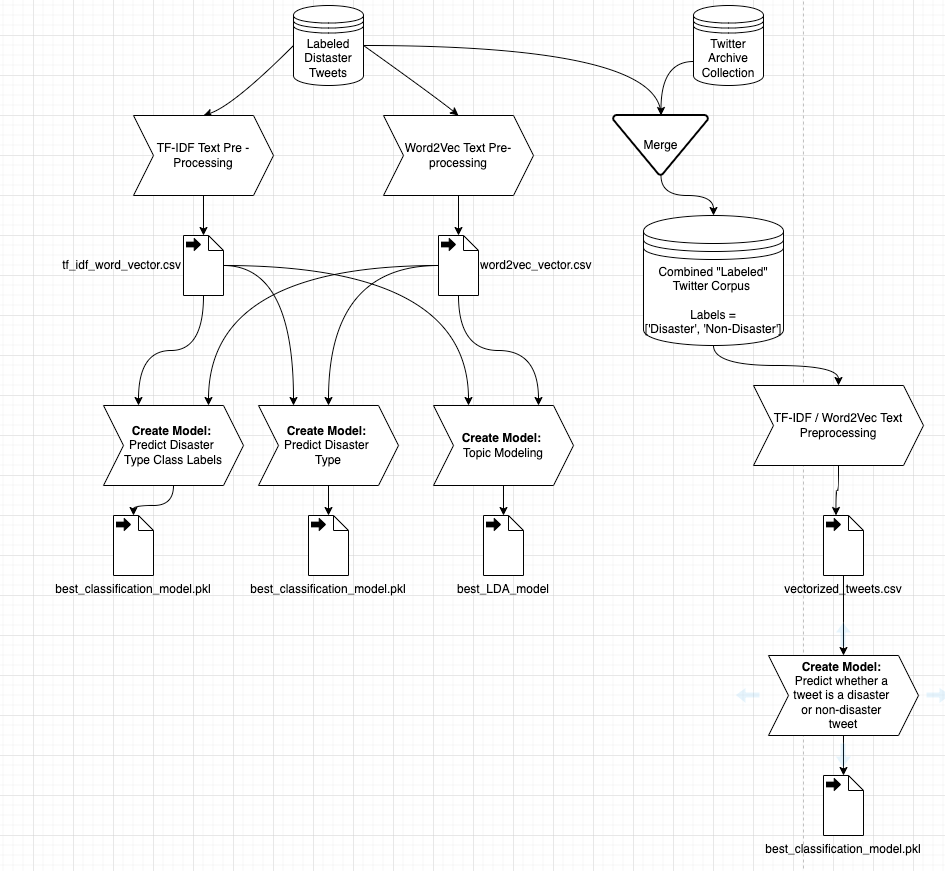 Labeled
Distaster
Tweets
Twitter
Archive
Collection
TF-IDF Text Pre -
Processing
Word2Vec Text Pre-
processing
Merge
tf_idf_word_vector.csv
word2vec_vector.csv
Combined "Labeled"
Twitter Corpus
Labels =
['Disaster', 'Non-Disaster']
Create Model:
Predict Disaster
Type Class Labels
Create Model:
Predict Disaster
Type
Create Model:
Topic Modeling
TF-IDF / Word2Vec Text
Preprocessing
best_classification_model.pkl
best_classification_model.pkl
best_LDA_model
vectorized_tweets.csv
Create Model:
Predict whether a
tweet is a disaster
or non-disaster
tweet
best_classification_model.pkl